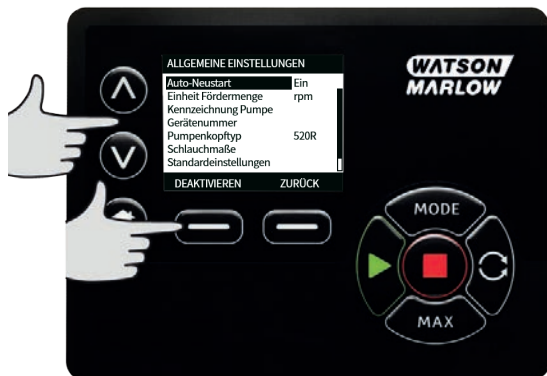 ALLGEMEINE EINSTELLUNGEN
WATSON
MARLOW
Auto-Neustart Ein
Einheit Fördermenge rpm
Kennzeichnung Pumpe
Gerätenummer
Pumpenkopftyp 520R
Schlauchmaße
Standardeinstellungen
DEAKTIVIEREN ZURÜCK
MODE
MAX